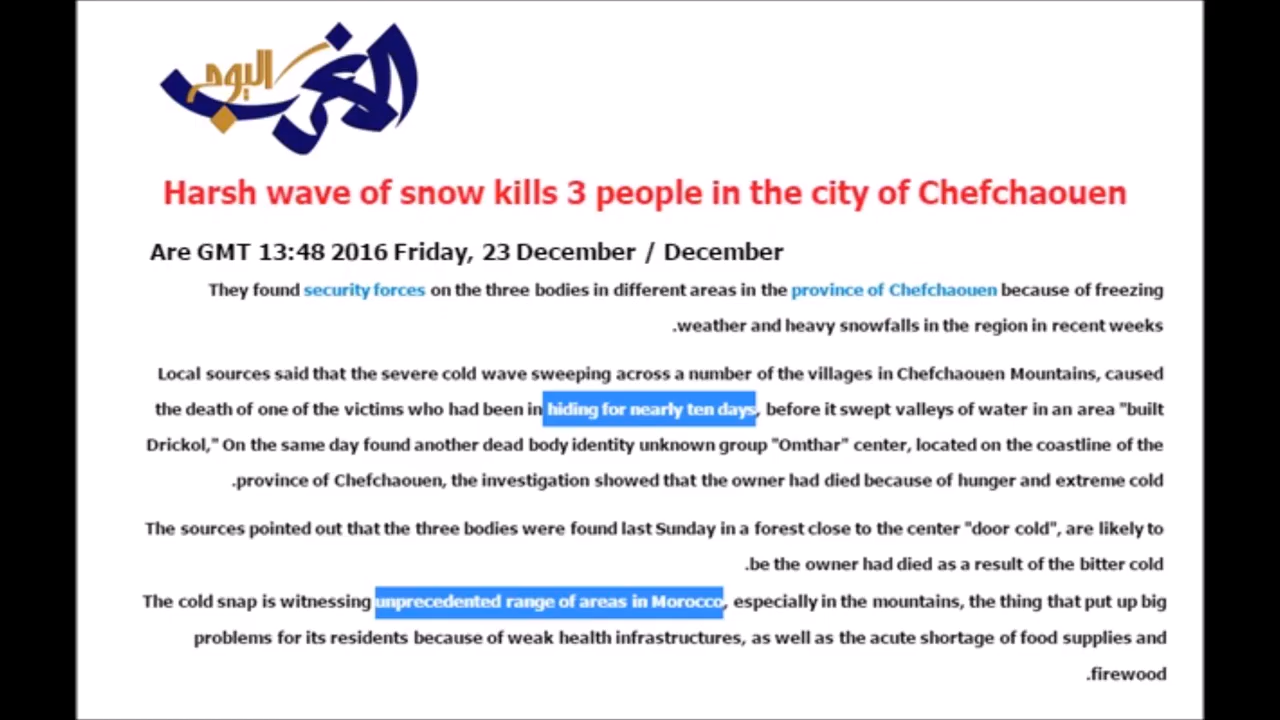 المغرب
اليوم
Harsh wave of snow kills 3 people in the city of Chefchaouen
Are GMT 13:48 2016 Friday, 23 December / December
They found security forces on the three bodies in different areas in the province of Chefchaouen because of freezing
.weather and heavy snowfalls in the region in recent weeks
Local sources said that the severe cold wave sweeping across a number of the villages in Chefchaouen Mountains, caused
the death of one of the victims who had been in hiding for nearly ten days, before it swept valleys of water in an area "built
Drickol," On the same day found another dead body identity unknown group "Omthar" center, located on the coastline of the
.province of Chefchaouen, the investigation showed that the owner had died because of hunger and extreme cold
The sources pointed out that the three bodies were found last Sunday in a forest close to the center "door cold", are likely to
.be the owner had died as a result of the bitter cold
The cold snap is witnessing unprecedented range of areas in Morocco, especially in the mountains, the thing that put up big
problems for its residents because of weak health infrastructures, as well as the acute shortage of food supplies and
.firewood